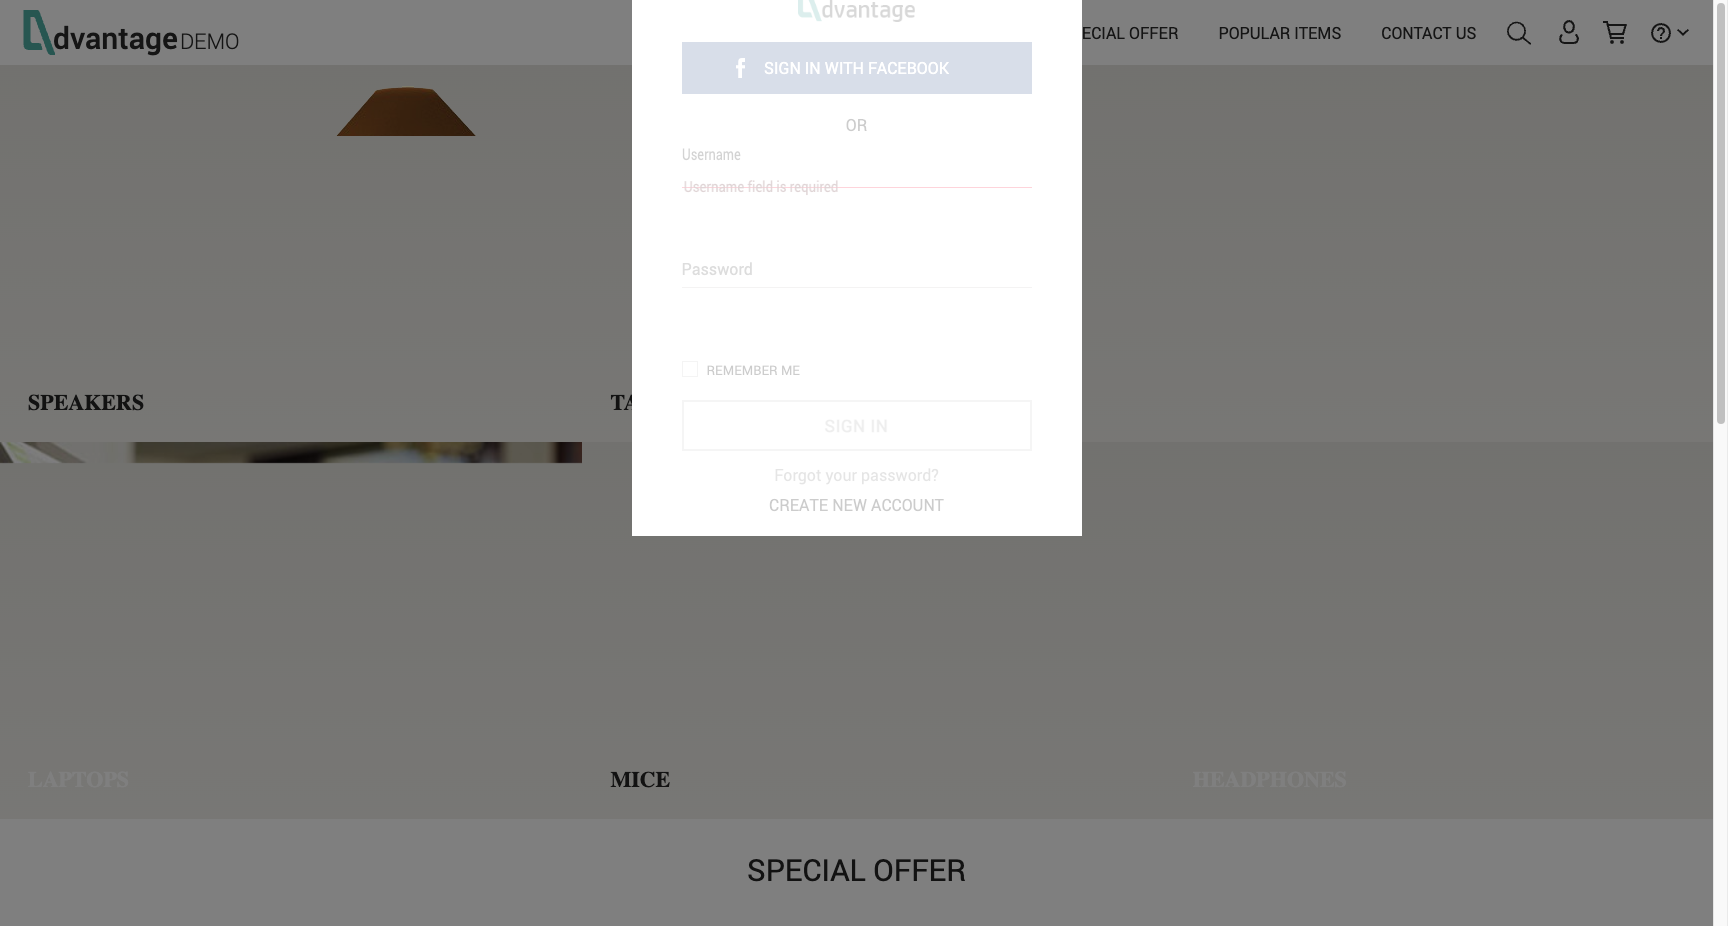 dvantage DEMO
ECIAL OFFER
POPULAR ITEMS
CONTACT US
dvantage
SIGN IN WITH FACEBOOK
OR
Username
Username field is required
Password
REMEMBER ME
SIGN IN
Forgot your password?
CREATE NEW ACCOUNT
SPEAKERS
TA
LAPTOPS
MICE
HEADPHONES
SPECIAL OFFER